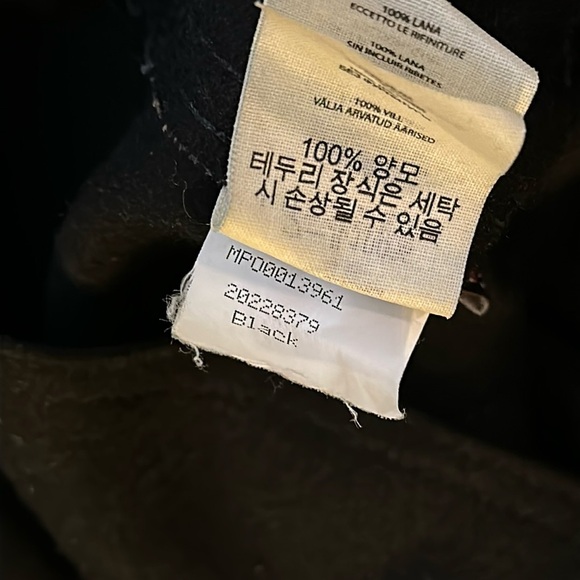 100% LANA
ECCETTO LE RIFINITURE
100% LANA
SIN INCLUIR RIBETES
100% VILL
VÄLJA ARVATUD ÄÄRISED
100% 양모
테두리 장식은 세탁
시 손상될 수 있음
MPO0013961
20228379
Black